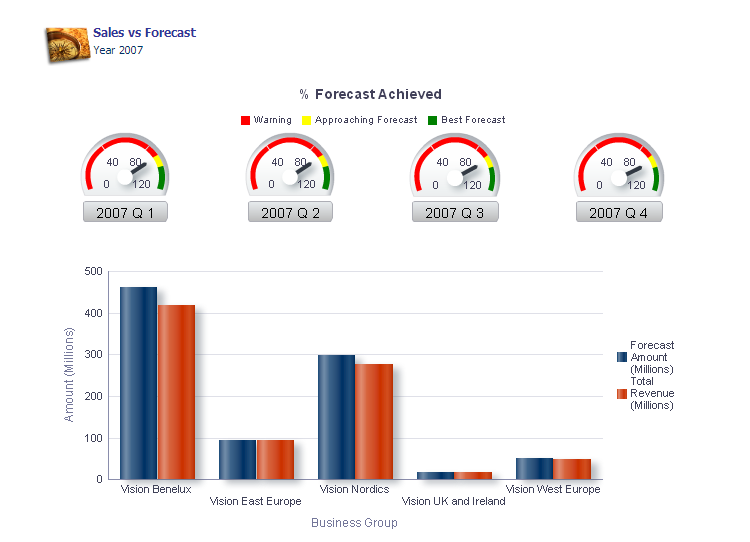 Sales vs Forecast
Year 2007
% Forecast Achieved
Warning Approaching Forecast Best Forecast
0 40 80 120
0 40 80 120
0 40 80 120
0 40 80 120
2007 Q 1
2007 Q 2
2007 Q 3
2007 Q 4
500
400
300
200
100
0
Amount (Millions)
Forecast
Amount
(Millions)
Total
Revenue
(Millions)
Vision Benelux
Vision East Europe
Vision Nordics
Vision UK and Ireland
Vision West Europe
Business Group